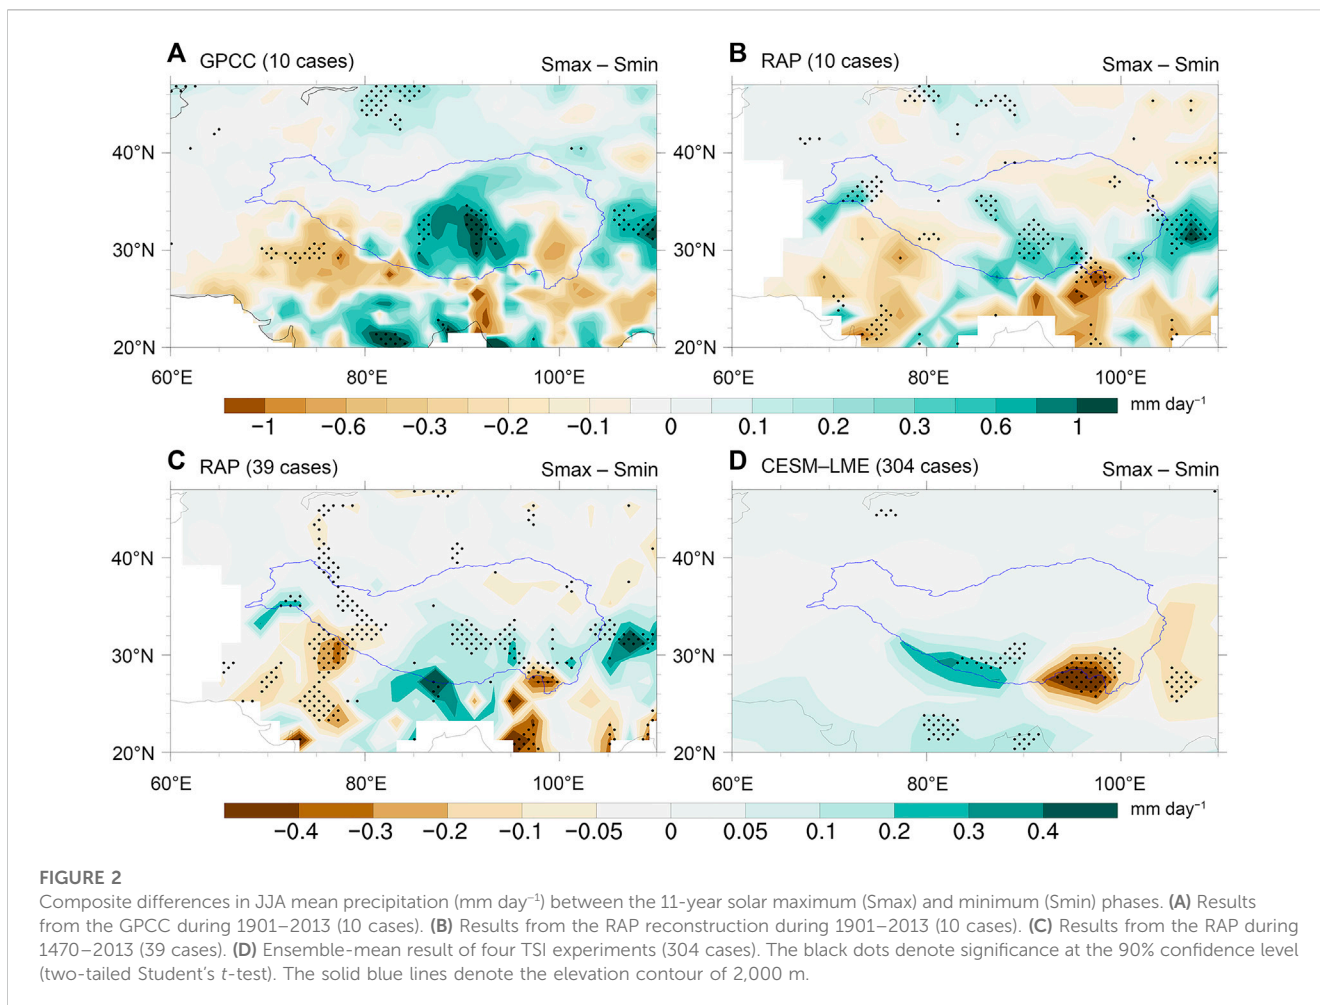 A GPCC (10 cases) Smax – Smin
B RAP (10 cases) Smax – Smin
40°N
30°N
20°N
60°E 80°E 100°E
40°N
30°N
20°N
60°E 80°E 100°E
−1 −0.6 −0.3 −0.2 −0.1 0 0.1 0.2 0.3 0.6 1 mm day⁻¹
C RAP (39 cases) Smax – Smin
D CESM–LME (304 cases) Smax – Smin
40°N
30°N
20°N
60°E 80°E 100°E
40°N
30°N
20°N
60°E 80°E 100°E
−0.4 −0.3 −0.2 −0.1 −0.05 0 0.05 0.1 0.2 0.3 0.4 mm day⁻¹
FIGURE 2
Composite differences in JJA mean precipitation (mm day⁻¹) between the 11-year solar maximum (Smax) and minimum (Smin) phases. (A) Results
from the GPCC during 1901–2013 (10 cases). (B) Results from the RAP reconstruction during 1901–2013 (10 cases). (C) Results from the RAP during
1470–2013 (39 cases). (D) Ensemble-mean result of four TSI experiments (304 cases). The black dots denote significance at the 90% confidence level
(two-tailed Student's t-test). The solid blue lines denote the elevation contour of 2,000 m.